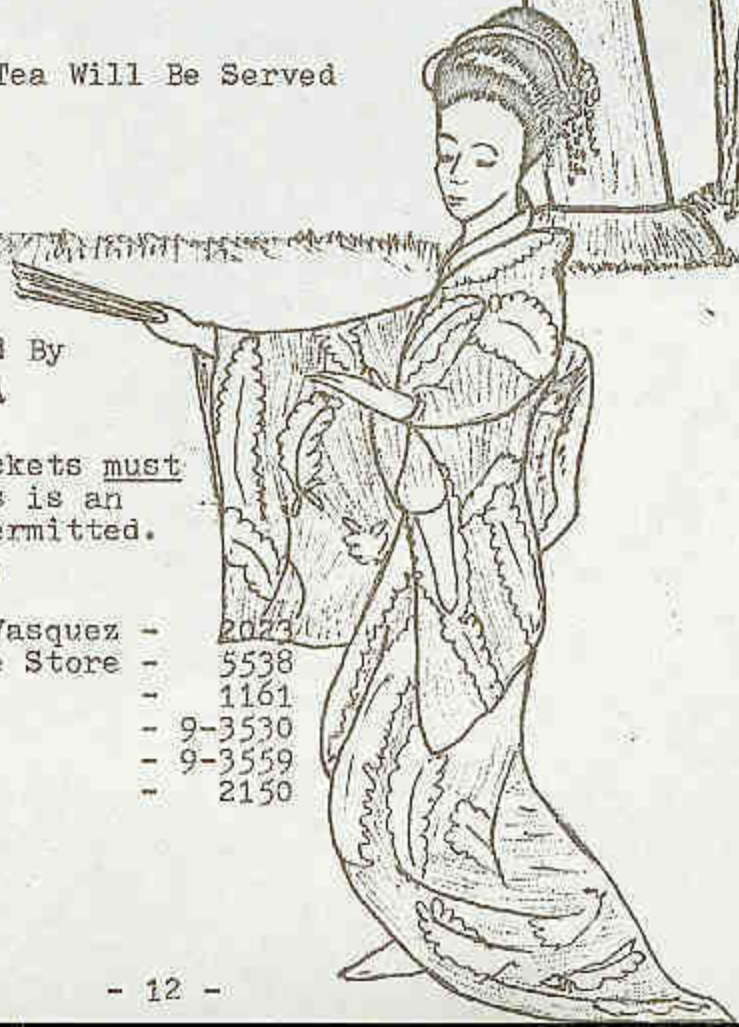 Tea Will Be Served
By
ckets must
s is an
ermitted.
Vasquez - 2023
Store - 5538
- 1161
- 9-3530
- 9-3559
- 2150
- 12 -